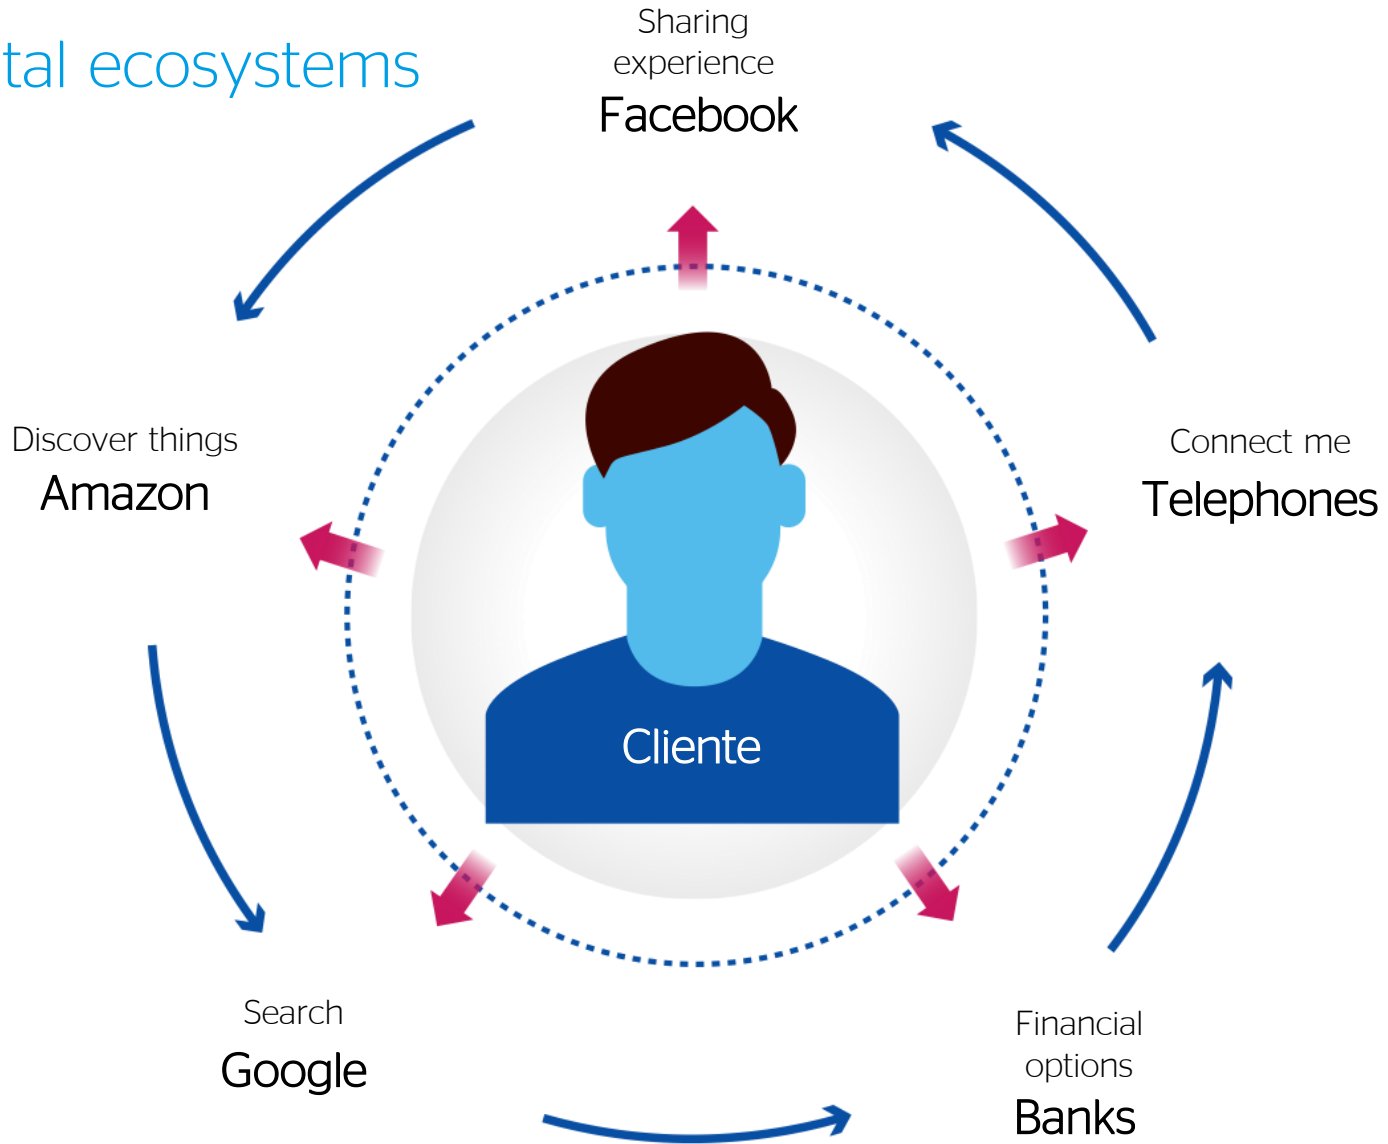 tal ecosystems
Sharing
experience
Facebook
Discover things
Amazon
Connect me
Telephones
Cliente
Search
Google
Financial
options
Banks